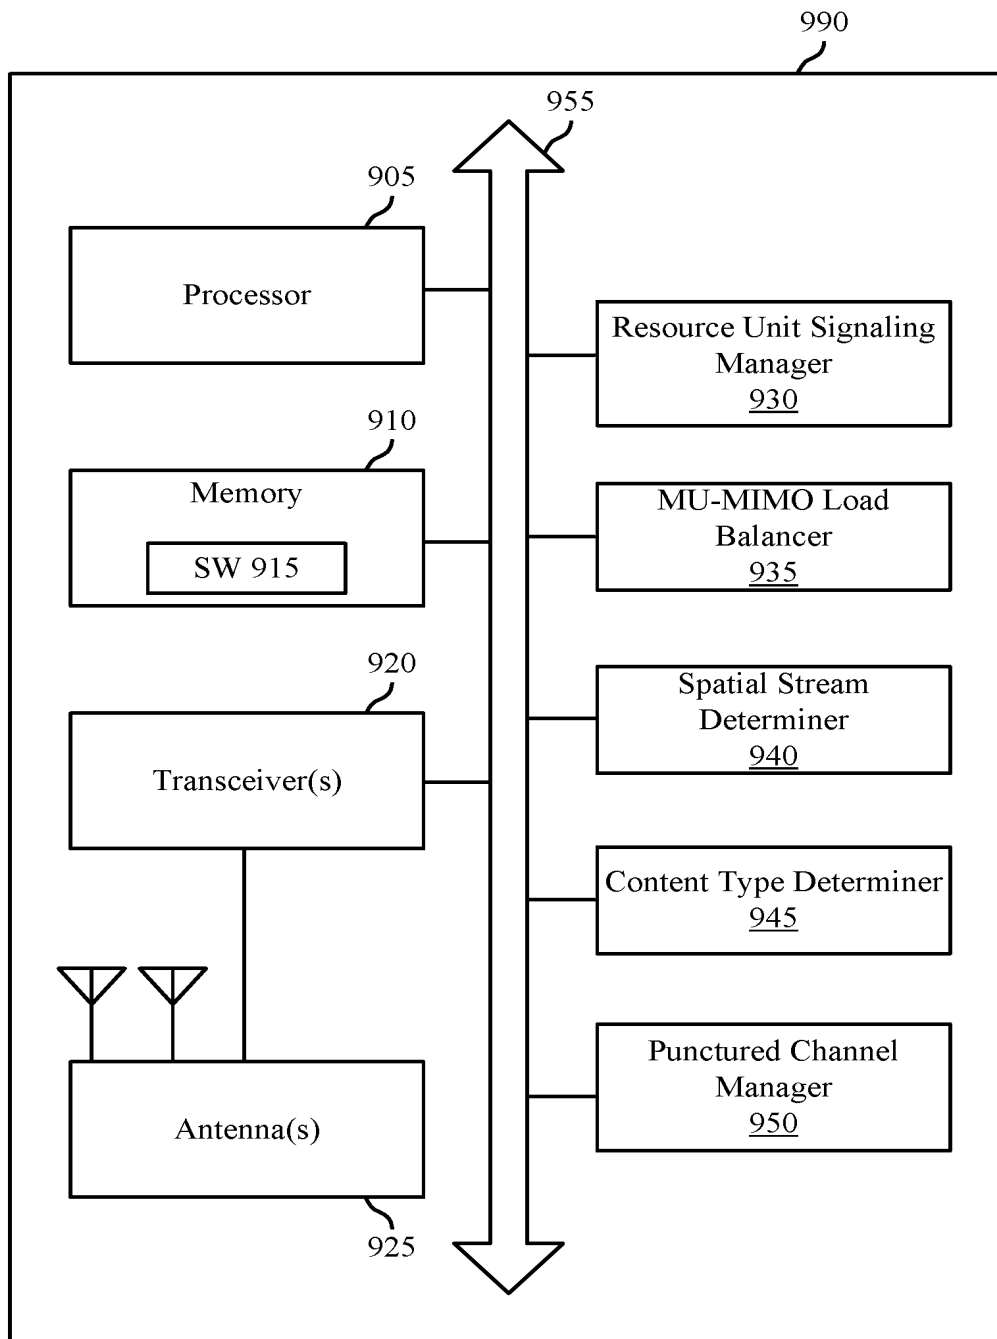 990
955
905
Processor
910
Memory
SW 915
920
Transceiver(s)
Antenna(s)
925
Resource Unit Signaling
Manager
930
MU-MIMO Load
Balancer
935
Spatial Stream
Determiner
940
Content Type Determiner
945
Punctured Channel
Manager
950